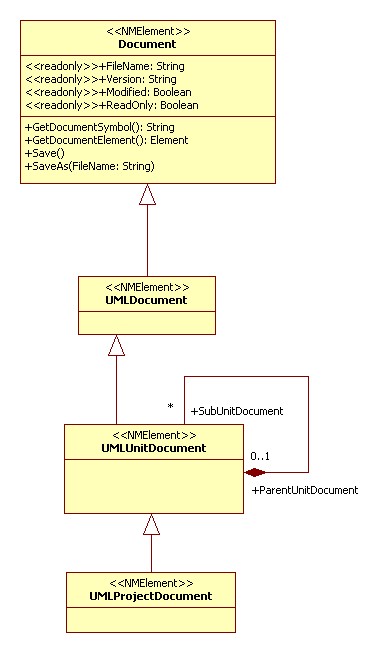 <<NMElement>>
Document
<<readonly>>+FileName: String
<<readonly>>+Version: String
<<readonly>>+Modified: Boolean
<<readonly>>+ReadOnly: Boolean
+GetDocumentSymbol(): String
+GetDocumentElement(): Element
+Save()
+SaveAs(FileName: String)
<<NMElement>>
UMLDocument
*
+SubUnitDocument
<<NMElement>>
UMLUnitDocument
0..1
+ParentUnitDocument
<<NMElement>>
UMLProjectDocument